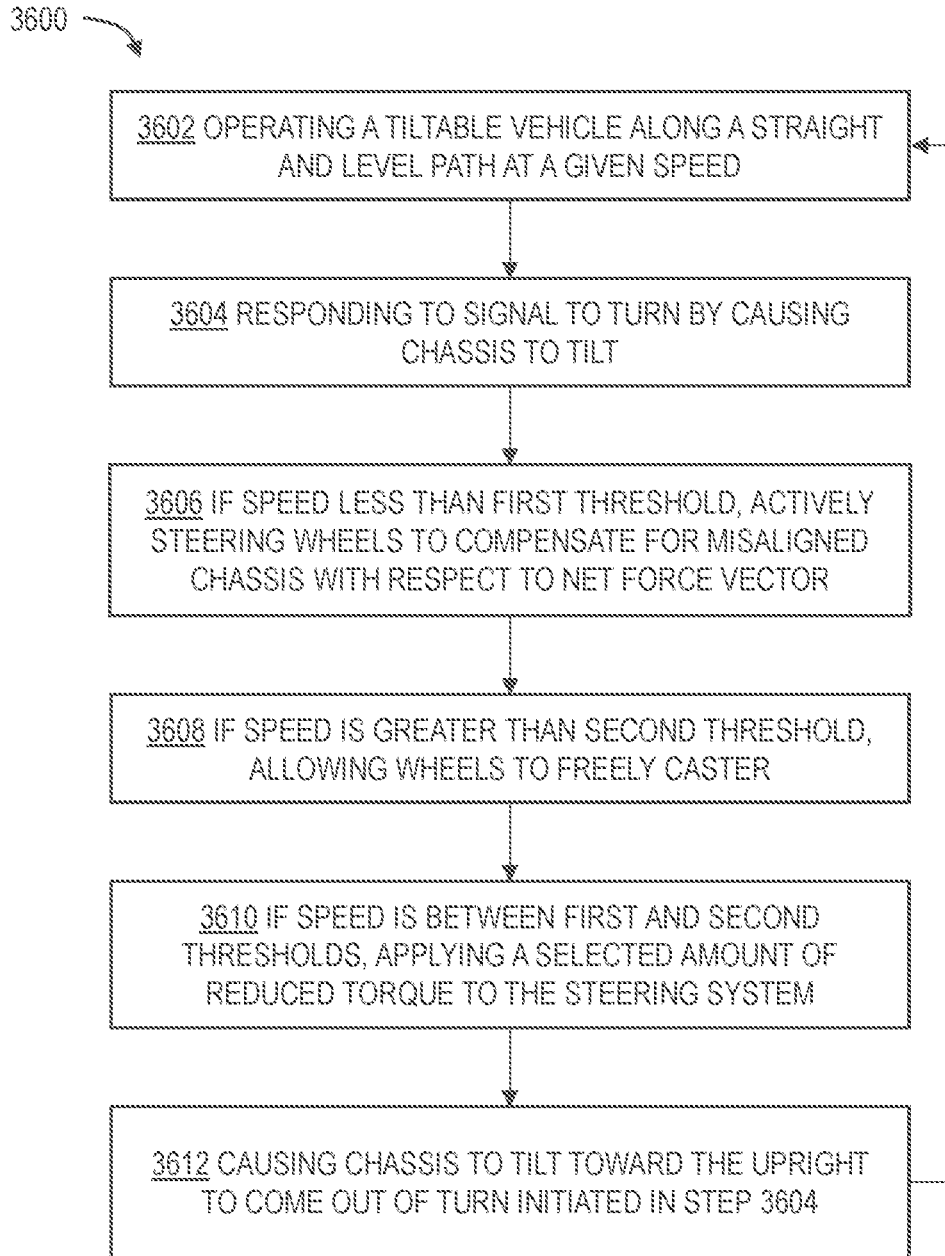 3600
3602 OPERATING A TILTABLE VEHICLE ALONG A STRAIGHT
AND LEVEL PATH AT A GIVEN SPEED
3604 RESPONDING TO SIGNAL TO TURN BY CAUSING
CHASSIS TO TILT
3606 IF SPEED LESS THAN FIRST THRESHOLD, ACTIVELY
STEERING WHEELS TO COMPENSATE FOR MISALIGNED
CHASSIS WITH RESPECT TO NET FORCE VECTOR
3608 IF SPEED IS GREATER THAN SECOND THRESHOLD,
ALLOWING WHEELS TO FREELY CASTER
3610 IF SPEED IS BETWEEN FIRST AND SECOND
THRESHOLDS, APPLYING A SELECTED AMOUNT OF
REDUCED TORQUE TO THE STEERING SYSTEM
3612 CAUSING CHASSIS TO TILT TOWARD THE UPRIGHT
TO COME OUT OF TURN INITIATED IN STEP 3604